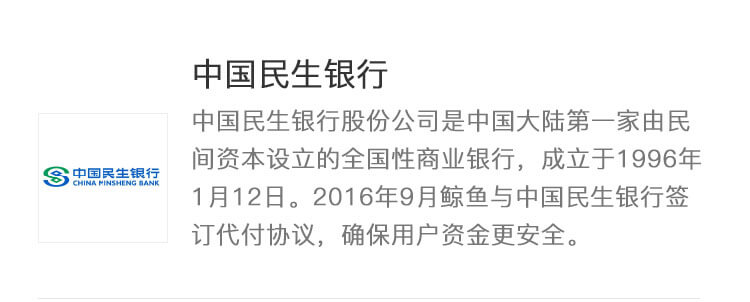 中国民生银行
中国民生银行股份公司是中国大陆第一家由民
间资本设立的全国性商业银行，成立于1996年
1月12日。2016年9月鲸鱼与中国民生银行签
订代付协议，确保用户资金更安全。
中国民生银行
CHINA MINSHENG BANK